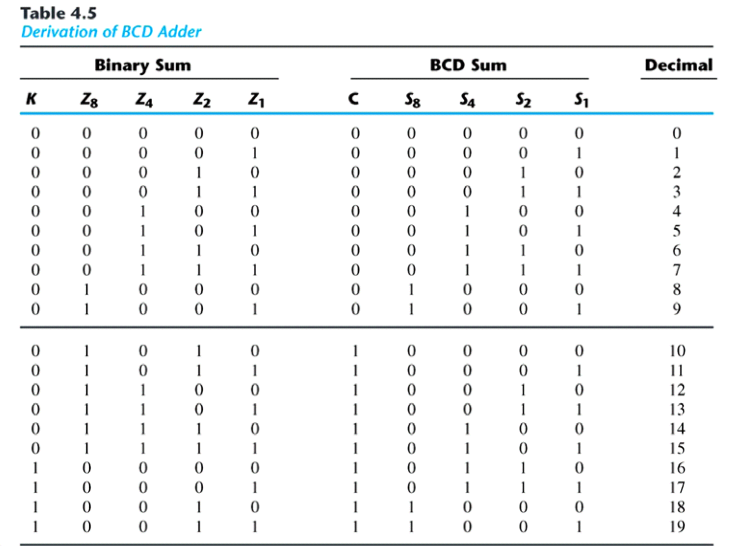 Table 4.5
Derivation of BCD Adder
Binary Sum BCD Sum Decimal
K Z8 Z4 Z2 Z1 C S8 S4 S2 S1
0 0 0 0 0 0 0 0 0 0 0
0 0 0 0 1 0 0 0 0 1 1
0 0 0 1 0 0 0 0 1 0 2
0 0 0 1 1 0 0 0 1 1 3
0 0 1 0 0 0 0 1 0 0 4
0 0 1 0 1 0 0 1 0 1 5
0 0 1 1 0 0 0 1 1 0 6
0 0 1 1 1 0 0 1 1 1 7
0 1 0 0 0 0 1 0 0 0 8
0 1 0 0 1 0 1 0 0 1 9
0 1 0 1 0 1 0 0 0 0 10
0 1 0 1 1 1 0 0 0 1 11
0 1 1 0 0 1 0 0 1 0 12
0 1 1 0 1 1 0 0 1 1 13
0 1 1 1 0 1 0 1 0 0 14
0 1 1 1 1 1 0 1 0 1 15
1 0 0 0 0 1 0 1 1 0 16
1 0 0 0 1 1 0 1 1 1 17
1 0 0 1 0 1 1 0 0 0 18
1 0 0 1 1 1 1 0 0 1 19